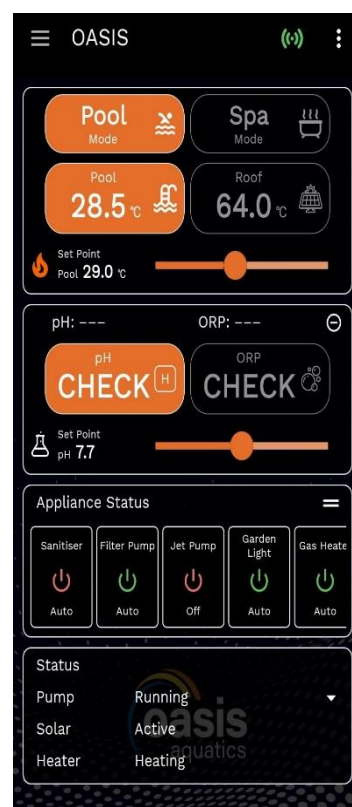 OASIS
Pool
Mode
Spa
Mode
Pool
28.5 °C
Roof
64.0 °C
Set Point
Pool 29.0 °C
pH: ---
ORP: ---
pH
CHECK
H
ORP
CHECK
Set Point
pH 7.7
Appliance Status
Sanitiser
Auto
Filter Pump
Auto
Jet Pump
Off
Garden
Light
Auto
Gas Heate
Auto
Status
Pump Running
Solar Active
Heater Heating
oasis
aquatics